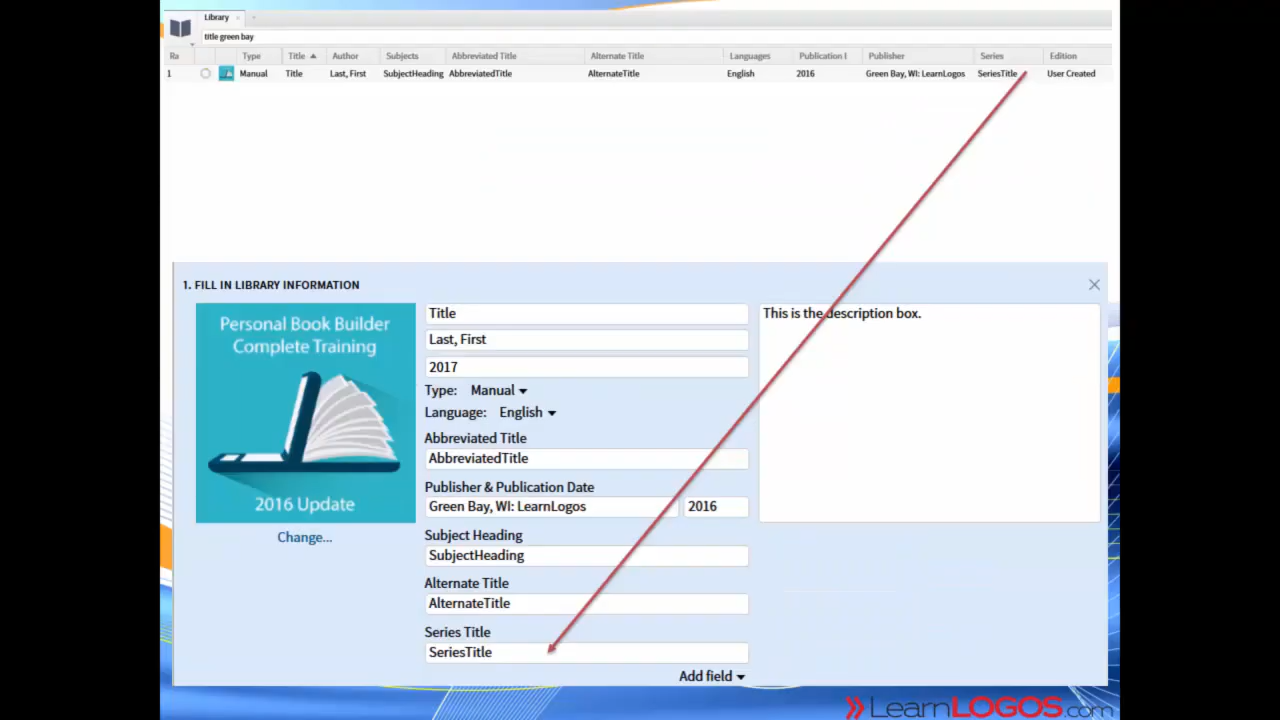 Library
title green bay
Ra Type Title Author Subjects Abbreviated Title Alternate Title Languages Publication I Publisher Series Edition
1 Manual Title Last, First SubjectHeading AbbreviatedTitle AlternateTitle English 2016 Green Bay, WI: LearnLogos SeriesTitle User Created
1. FILL IN LIBRARY INFORMATION
Personal Book Builder
Complete Training
2016 Update
Change...
Title
Last, First
2017
Type: Manual
Language: English
Abbreviated Title
AbbreviatedTitle
Publisher & Publication Date
Green Bay, WI: LearnLogos 2016
Subject Heading
SubjectHeading
Alternate Title
AlternateTitle
Series Title
SeriesTitle
Add field
This is the description box.
LearnLOGOS.com